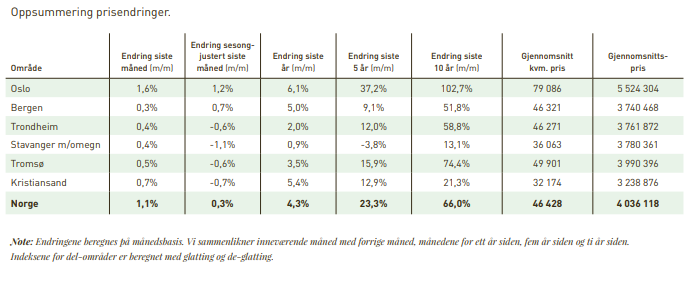 Oppsummering prisendringer.
Område Endring siste måned (m/m) Endring sesong-justert siste måned (m/m) Endring siste år (m/m) Endring siste 5 år (m/m) Endring siste 10 år (m/m) Gjennomsnitt kvm. pris Gjennomsnitts-pris
Oslo 1,6% 1,2% 6,1% 37,2% 102,7% 79 086 5 524 304
Bergen 0,3% 0,7% 5,0% 9,1% 51,8% 46 321 3 740 468
Trondheim 0,4% -0,6% 2,0% 12,0% 58,8% 46 271 3 761 872
Stavanger m/omegn 0,4% -1,1% 0,9% -3,8% 13,1% 36 063 3 780 361
Tromsø 0,5% -0,6% 3,5% 15,9% 74,4% 49 901 3 990 396
Kristiansand 0,7% -0,7% 5,4% 12,9% 21,3% 32 174 3 238 876
Norge 1,1% 0,3% 4,3% 23,3% 66,0% 46 428 4 036 118
Note: Endringene beregnes på månedsbasis. Vi sammenlikner inneværende måned med forrige måned, månedene for ett år siden, fem år siden og ti år siden.
Indeksene for del-områder er beregnet med glatting og de-glatting.